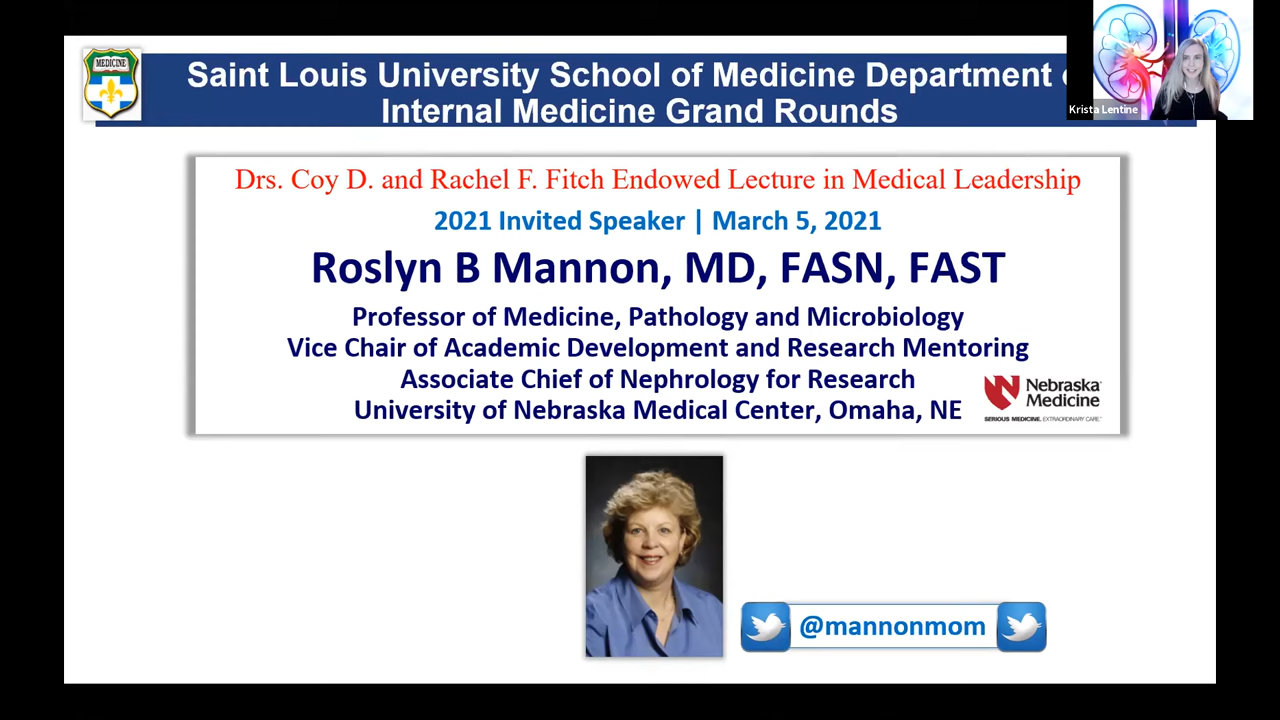 MEDICINE
Saint Louis University School of Medicine Department
Internal Medicine Grand Rounds
Krista Lentine
Drs. Coy D. and Rachel F. Fitch Endowed Lecture in Medical Leadership
2021 Invited Speaker | March 5, 2021
Roslyn B Mannon, MD, FASN, FAST
Professor of Medicine, Pathology and Microbiology
Vice Chair of Academic Development and Research Mentoring
Associate Chief of Nephrology for Research
University of Nebraska Medical Center, Omaha, NE
Nebraska
Medicine
SERIOUS MEDICINE. EXTRAORDINARY CARE.
@mannonmom